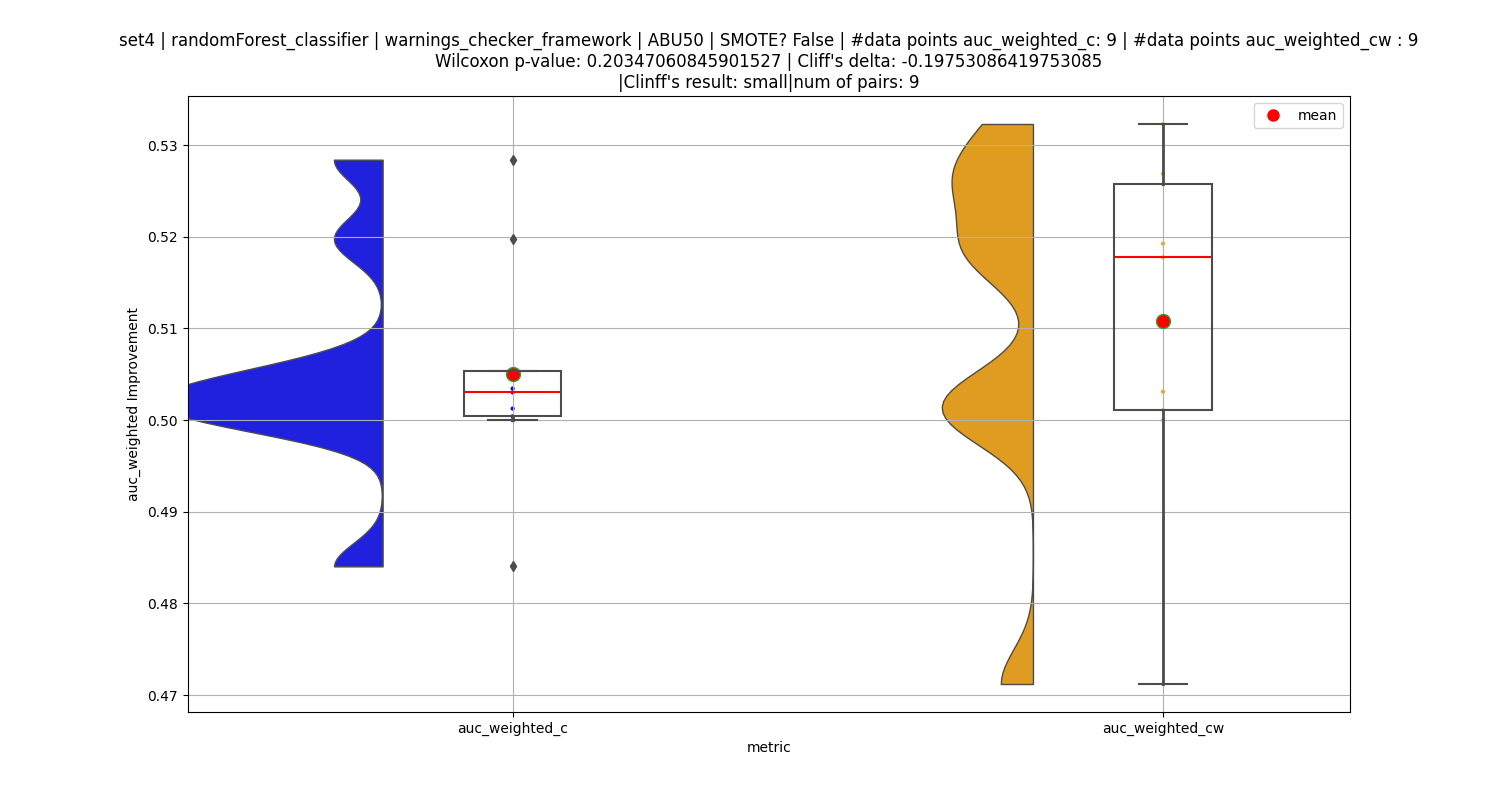 set4 | randomForest_classifier | warnings_checker_framework | ABU50 | SMOTE? False | #data points auc_weighted_c: 9 | #data points auc_weighted_cw : 9
Wilcoxon p-value: 0.20347060845901527 | Cliff's delta: -0.19753086419753085
|Clinff's result: small|num of pairs: 9
mean
0.53
0.52
0.51
0.50
0.49
0.48
0.47
auc_weighted Improvement
auc_weighted_c
auc_weighted_cw
metric